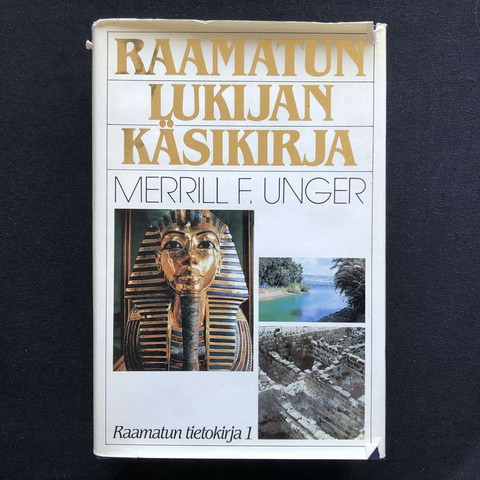 RAAMATUN
LUKIJAN
KÄSIKIRJA
MERRILL F. UNGER
Raamatun tietokirja 1